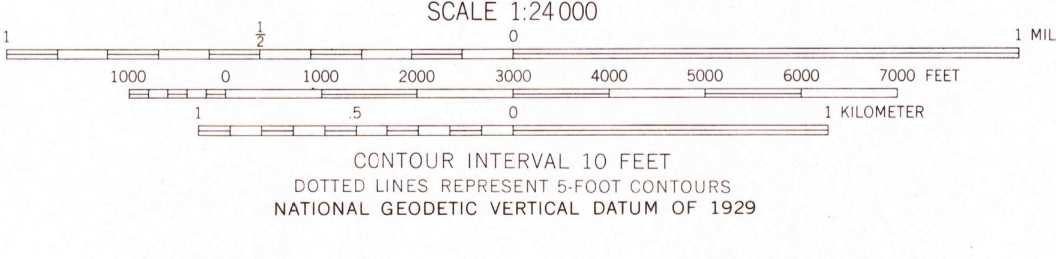 SCALE 1:24 000
1 1/2 0 1 MIL
1000 0 1000 2000 3000 4000 5000 6000 7000 FEET
1 .5 0 1 KILOMETER
CONTOUR INTERVAL 10 FEET
DOTTED LINES REPRESENT 5-FOOT CONTOURS
NATIONAL GEODETIC VERTICAL DATUM OF 1929